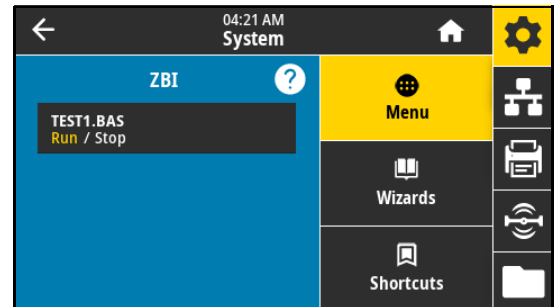 04:21 AM
System
ZBI
?
TEST1.BAS
Run / Stop
Menu
Wizards
Shortcuts